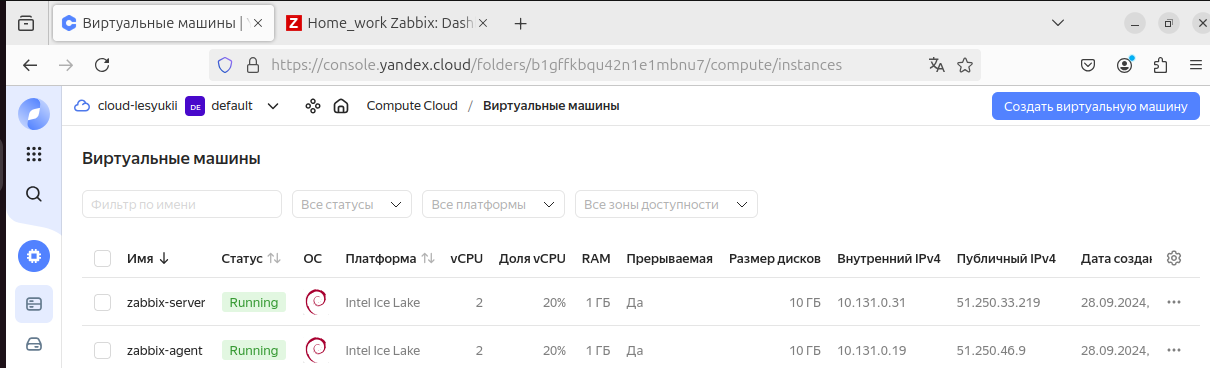 Виртуальные машины | Y
Home_work Zabbix: Dash
https://console.yandex.cloud/folders/b1gffkbqu42n1e1mbnu7/compute/instances
cloud-lesyukii DE default Compute Cloud / Виртуальные машины Создать виртуальную машину
Виртуальные машины
Фильтр по имени Все статусы Все платформы Все зоны доступности
Имя Статус ОС Платформа vCPU Доля vCPU RAM Прерываемая Размер дисков Внутренний IPv4 Публичный IPv4 Дата создан
zabbix-server Running Intel Ice Lake 2 20% 1 ГБ Да 10 ГБ 10.131.0.31 51.250.33.219 28.09.2024,
zabbix-agent Running Intel Ice Lake 2 20% 1 ГБ Да 10 ГБ 10.131.0.19 51.250.46.9 28.09.2024,